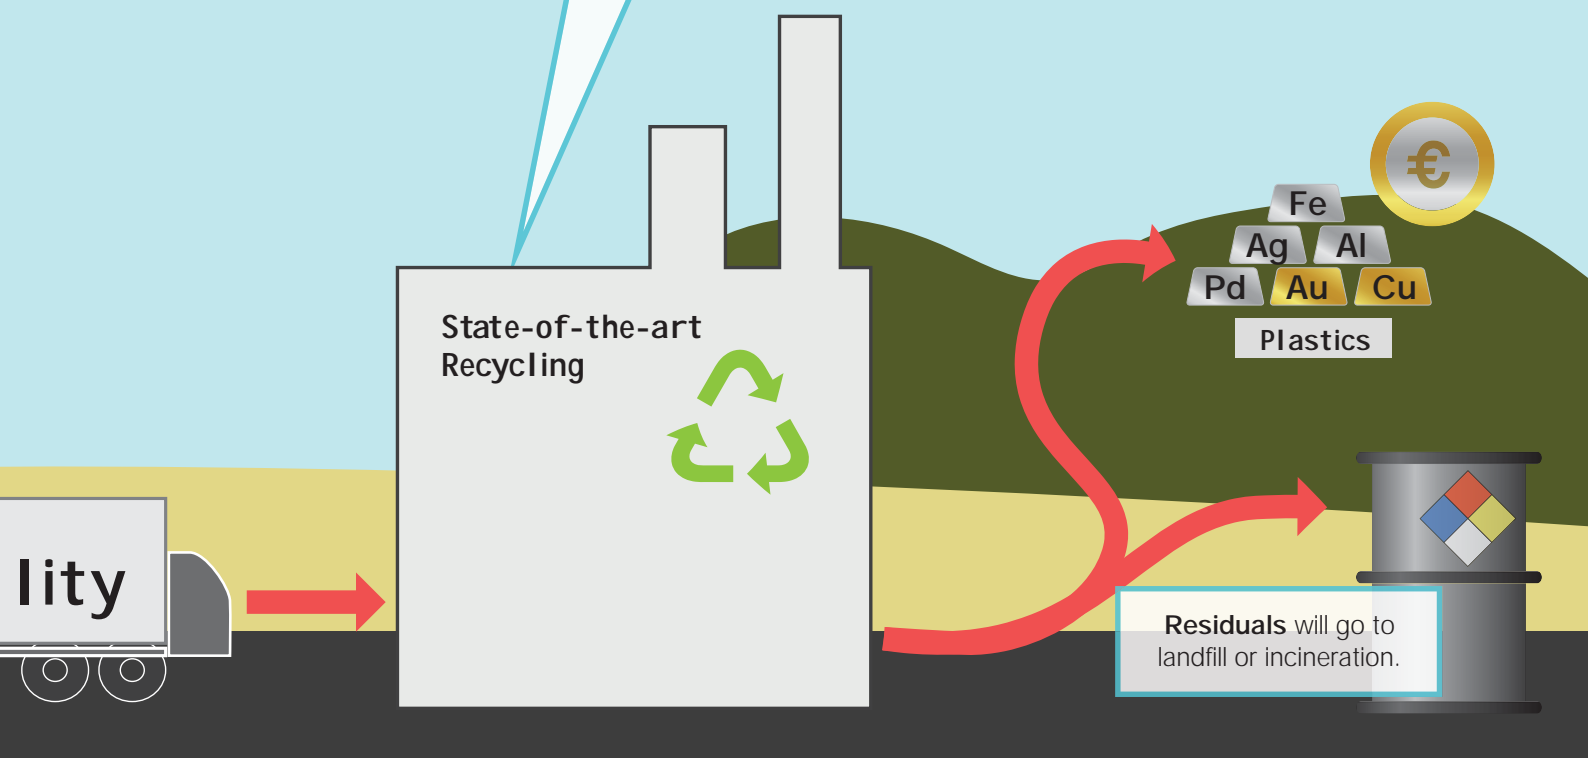 State-of-the-art
Recycling
lity
€
Fe
Ag Al
Pd Au Cu
Plastics
Residuals will go to
landfill or incineration.